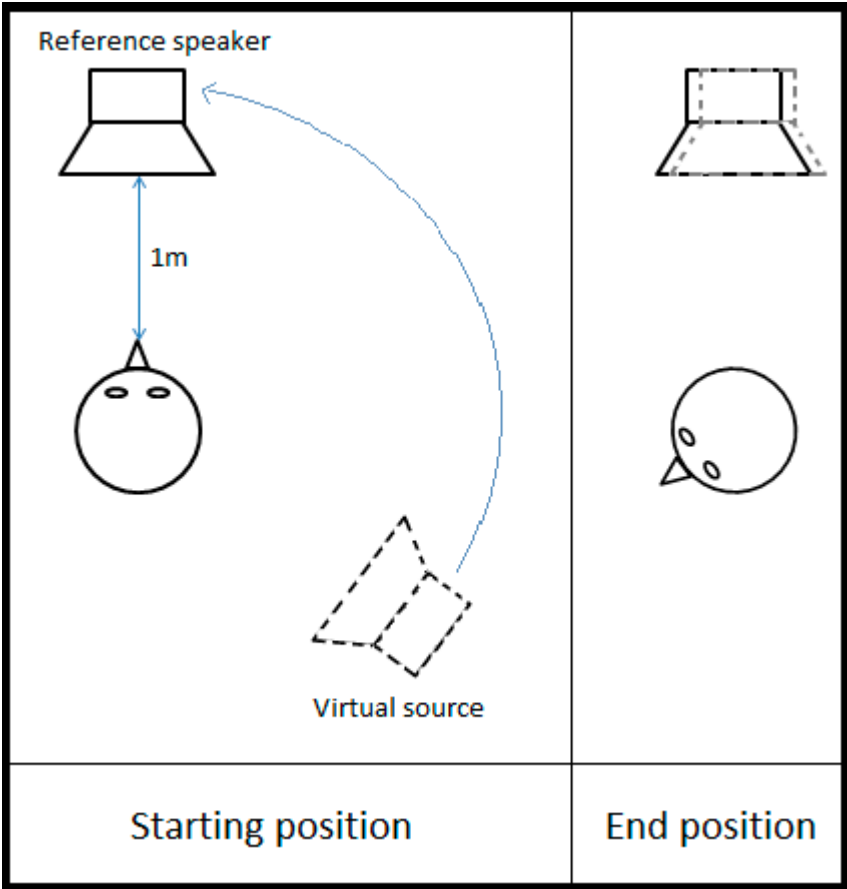 Reference speaker
1m
Virtual source
Starting position
End position